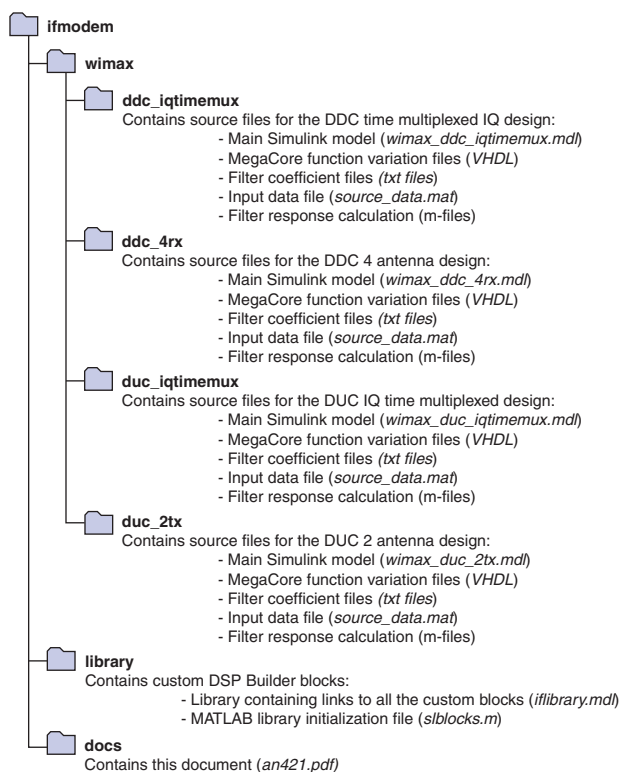 ifmodem
wimax
ddc_iqtimemux
Contains source files for the DDC time multiplexed IQ design:
- Main Simulink model (wimax_ddc_iqtimemux.mdl)
- MegaCore function variation files (VHDL)
- Filter coefficient files (txt files)
- Input data file (source_data.mat)
- Filter response calculation (m-files)
ddc_4rx
Contains source files for the DDC 4 antenna design:
- Main Simulink model (wimax_ddc_4rx.mdl)
- MegaCore function variation files (VHDL)
- Filter coefficient files (txt files)
- Input data file (source_data.mat)
- Filter response calculation (m-files)
duc_iqtimemux
Contains source files for the DUC IQ time multiplexed design:
- Main Simulink model (wimax_duc_iqtimemux.mdl)
- MegaCore function variation files (VHDL)
- Filter coefficient files (txt files)
- Input data file (source_data.mat)
- Filter response calculation (m-files)
duc_2tx
Contains source files for the DUC 2 antenna design:
- Main Simulink model (wimax_duc_2tx.mdl)
- MegaCore function variation files (VHDL)
- Filter coefficient files (txt files)
- Input data file (source_data.mat)
- Filter response calculation (m-files)
library
Contains custom DSP Builder blocks:
- Library containing links to all the custom blocks (iflibrary.mdl)
- MATLAB library initialization file (slblocks.m)
docs
Contains this document (an421.pdf)